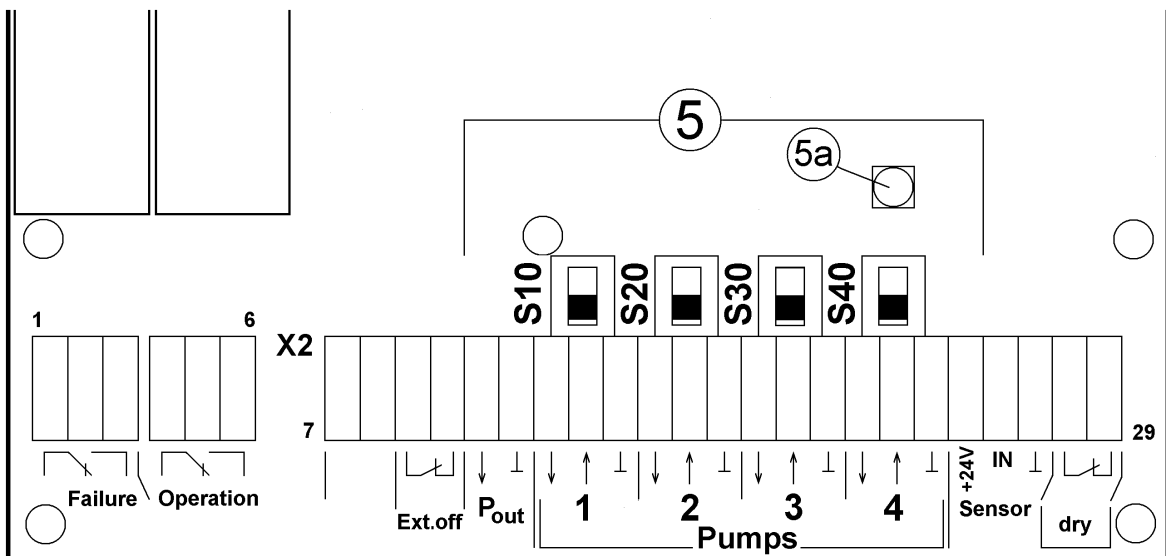 5
5a
S10
S20
S30
S40
1
6
X2
7
29
+24V
IN
Failure
Operation
Ext.off
Pout
1
2
3
4
Sensor
dry
Pumps